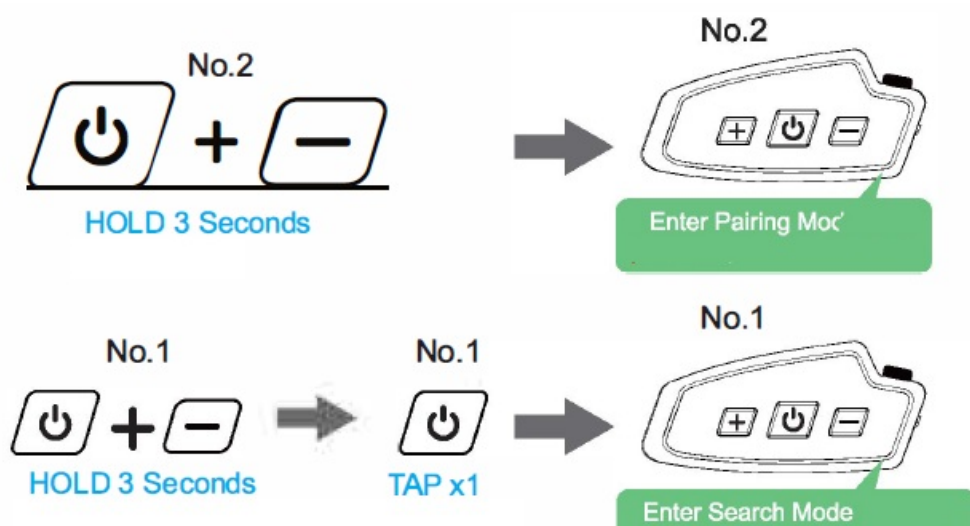 No.2
No.2
HOLD 3 Seconds
Enter Pairing
No.1
No.1
No.1
HOLD 3 Seconds
TAP x1
Enter Search Mode